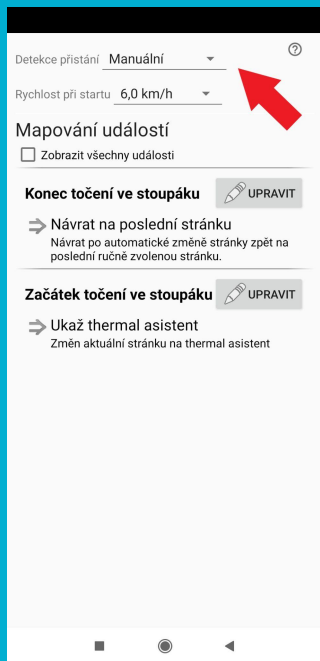 Detekce přistání Manuální
Rychlost při startu 6,0 km/h
Mapování událostí
Zobrazit všechny události
Konec točení ve stoupáku UPRAVIT
Návrat na poslední stránku
Návrat po automatické změně stránky zpět na
poslední ručně zvolenou stránku.
Začátek točení ve stoupáku UPRAVIT
Ukaž thermal asistent
Změn aktuální stránku na thermal asistent